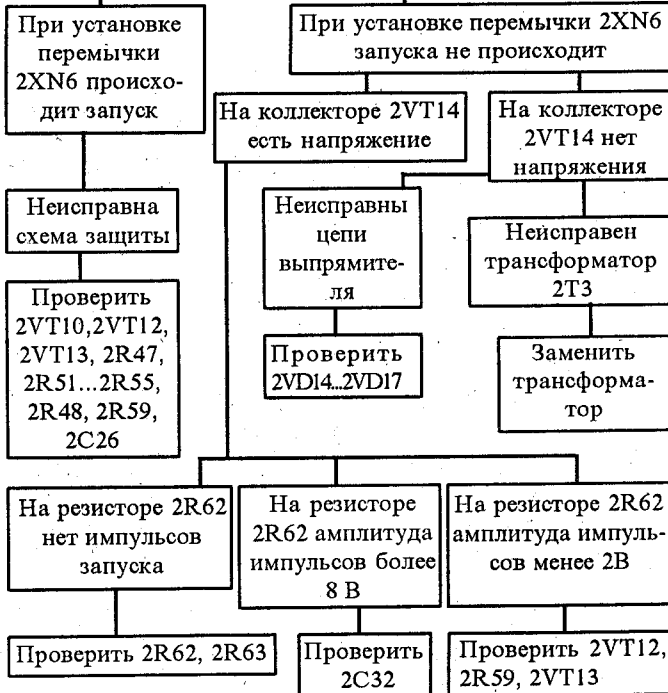 При установке
перемычки
2XN6 происхо-
дит запуск
При установке перемычки 2XN6
запуска не происходит
На коллекторе 2VT14
есть напряжение
На коллекторе
2VT14 нет
напряжения
Неисправна
схема защиты
Неисправны
цепи
выпрямите-
ля
Неисправен
трансформатор
2Т3
Проверить
2VT10,2VT12,
2VT13, 2R47,
2R51...2R55,
2R48, 2R59,
2C26
Проверить
2VD14...2VD17
Заменить
трансформа-
тор
На резисторе 2R62
нет импульсов
запуска
На резисторе
2R62 амплитуда
импульсов более
8 В
На резисторе 2R62
амплитуда импуль-
сов менее 2В
Проверить 2R62, 2R63
Проверить
2C32
Проверить 2VT12,
2R59, 2VT13